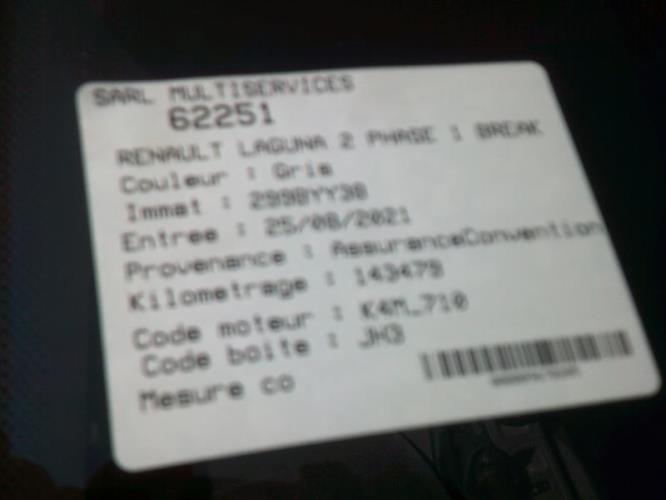 SARL MULTISERVICES
62251
RENAULT LAGUNA 2 PHASE 1 BREAK
Couleur : Gris
Immat : 299BYY38
Entree : 25/08/2021
Provenance : AssuranceConvention
Kilometrage : 143479
Code moteur : K4M_710
Code boite : JH3
Mesure co